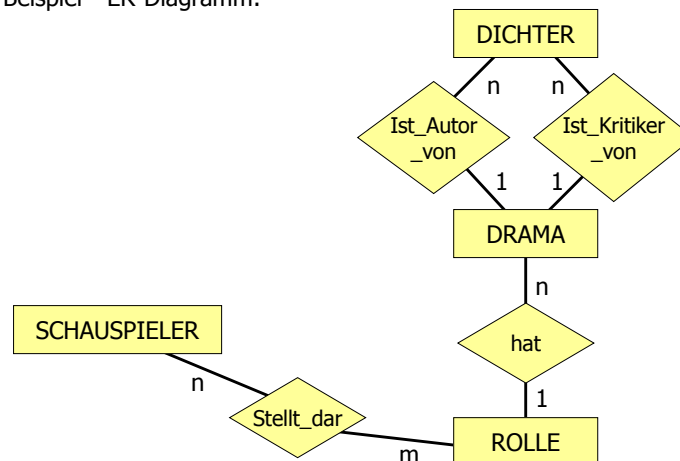 Beispiel ER-Diagramm:
DICHTER
n n
Ist_Autor
_von
Ist_Kritiker
_von
1 1
DRAMA
n
hat
1
SCHAUSPIELER
n
Stellt_dar
m
ROLLE